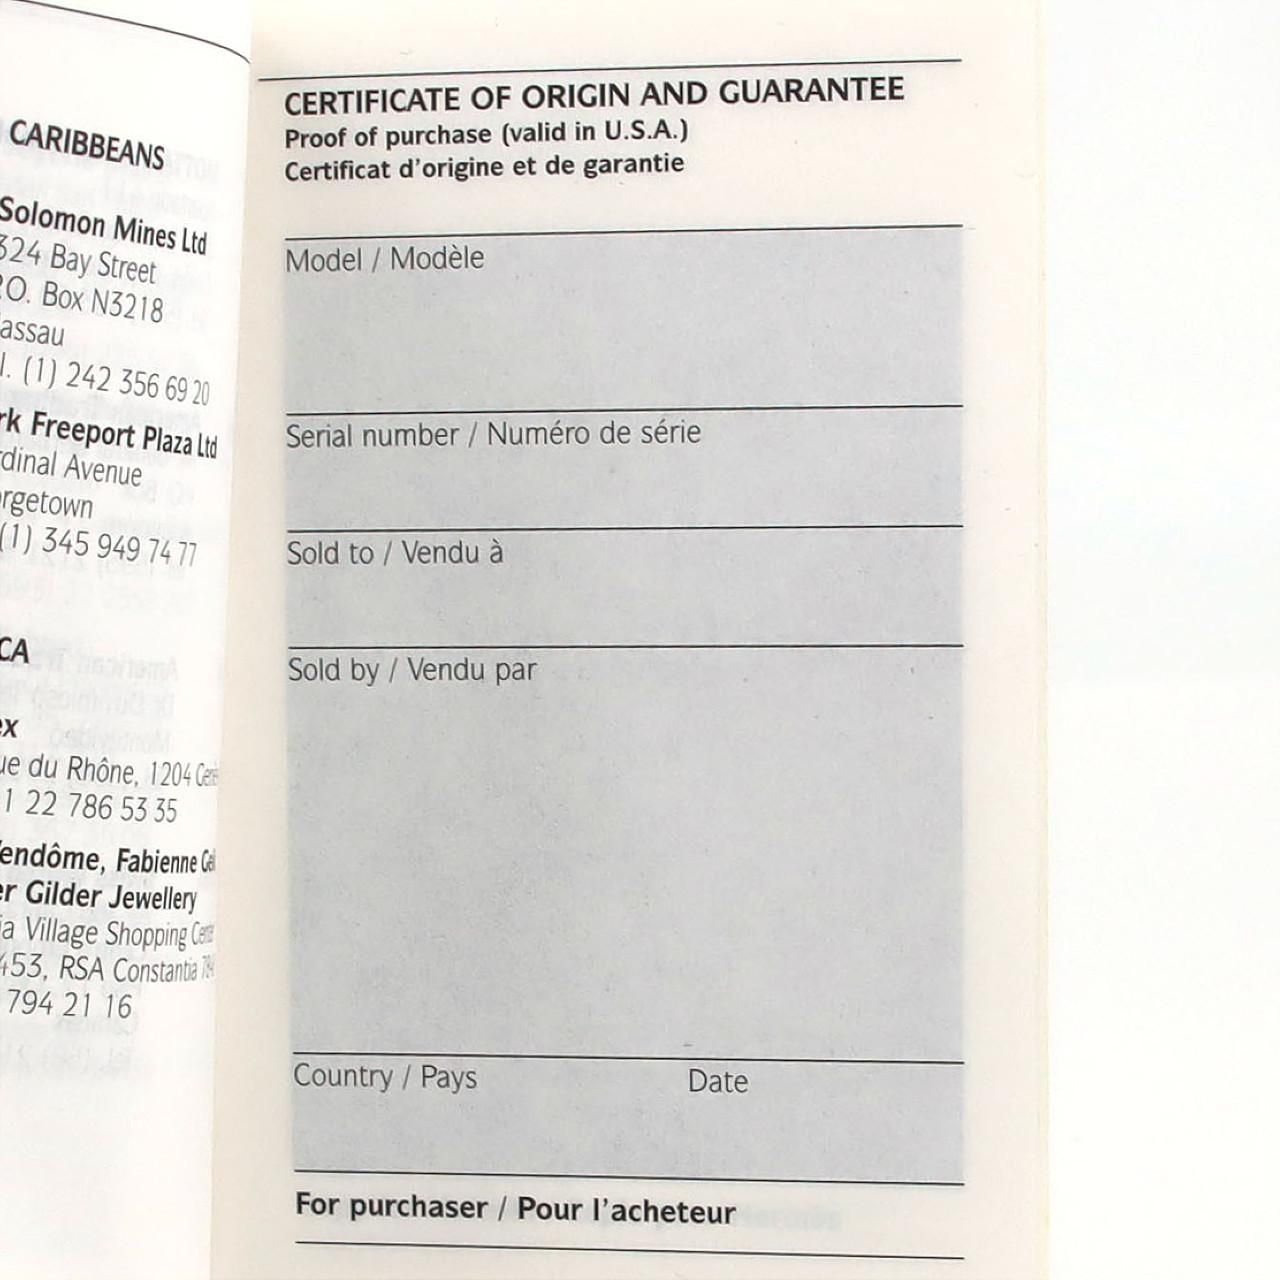 CARIBBEANS
Solomon Mines Ltd
324 Bay Street
P.O. Box N3218
assau
l. (1) 242 356 69 20
rk Freeport Plaza Ltd
dinal Avenue
rgetown
(1) 345 949 74 77
CA
ex
ue du Rhône, 1204
1 22 786 53 35
endôme, Fabienne
er Gilder Jewellery
ia Village Shopping
453, RSA Constantia
794 21 16
CERTIFICATE OF ORIGIN AND GUARANTEE
Proof of purchase (valid in U.S.A.)
Certificat d'origine et de garantie
Model / Modèle
Serial number / Numéro de série
Sold to / Vendu à
Sold by / Vendu par
Country / Pays Date
For purchaser / Pour l'acheteur